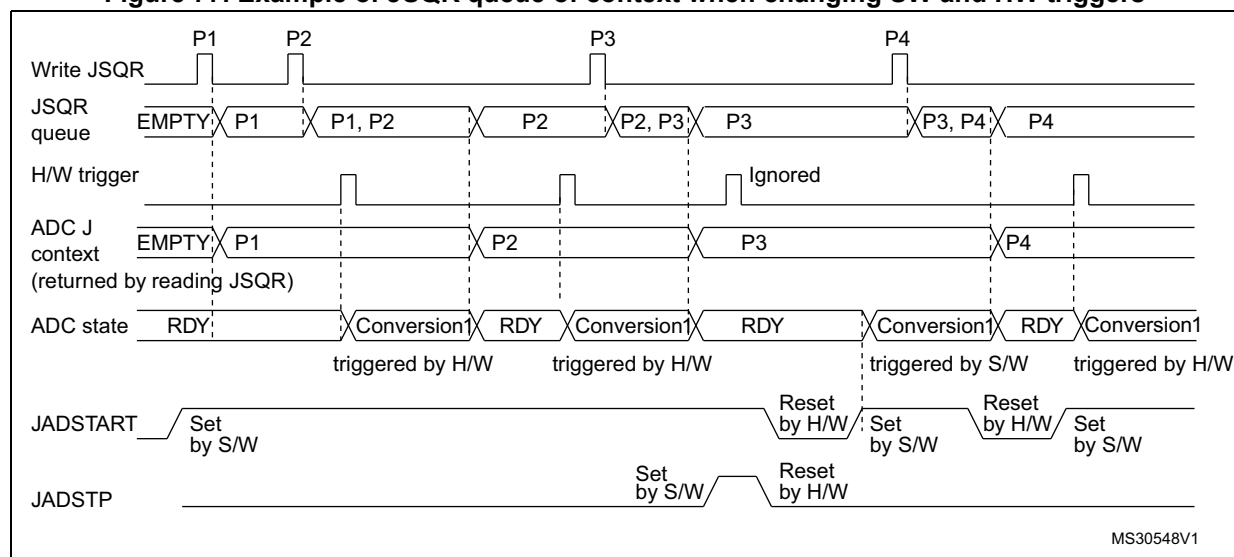 Figure 77. Example of JSQR queue of context when changing SW and HW triggers
P1 P2 P3 P4
Write JSQR
JSQR
queue
EMPTY P1 P1, P2 P2 P2, P3 P3 P3, P4 P4
H/W trigger
Ignored
ADC J
context
(returned by reading JSQR)
EMPTY P1 P2 P3 P4
ADC state RDY Conversion1 RDY Conversion1 RDY Conversion1 RDY Conversion1
triggered by H/W triggered by H/W triggered by S/W triggered by H/W
JADSTART
Set
by S/W
Reset
by H/W
Set
by S/W
Reset
by H/W
Set
by S/W
JADSTP
Set
by S/W
Reset
by H/W
MS30548V1